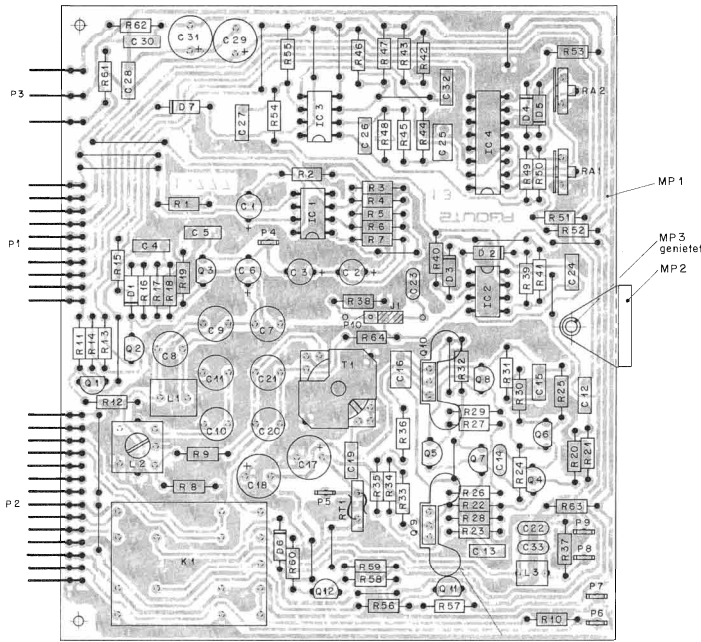 R62
C30
C31 +
C29 +
R61
C28
P3
D7
C27
R54
R55
IC3
R46
R47
R43
R42
C32
C26
R48
R45
R44
C25
IC4
D4
D5
R53
RA2
R49
R50
RA1
MP1
R51
R52
R2
R1
C1
+
IC1
R3
R4
R5
R6
R7
P4
P1
C4
C5
R15
D1
R16
R17
R18
R19
Q3
C6
+
C3 +
C2 +
C23
R40
D3
D2
IC2
R39
R41
C24
MP3
genietet
MP2
R38
J1
P10
R64
R11
R14
R13
Q2
C9
C7
C8
Q1
R12
L1
C11
C21
T1
C16
Q10
R32
Q8
R31
R30
C15
R25
C12
C10
C20
L2
R9
R8
C18
+
C17
+
C19
R36
R29
R27
Q5
Q7
C14
R24
Q6
Q4
R20
R21
P2
P5
RT1
R35
R34
R33
Q9
R26
R22
R28
R23
C13
C22
C33
L3
R37
R63
P9
P8
K1
D6
R60
Q12
R59
R58
R56
R57
Q11
P7
R10
P6